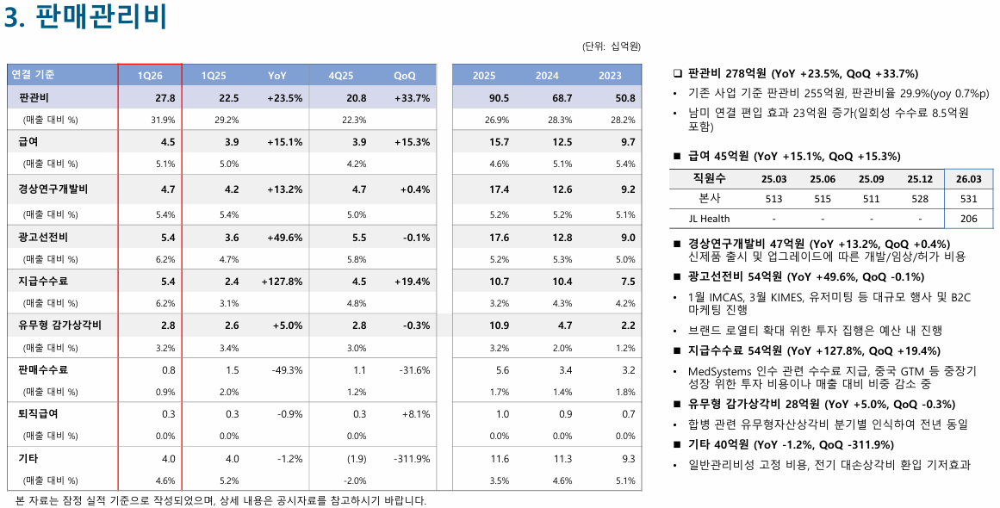 3. 판매관리비
(단위: 십억원)
연결 기준 1Q26 1Q25 YoY 4Q25 QoQ 2025 2024 2023
판관비 27.8 22.5 +23.5% 20.8 +33.7% 90.5 68.7 50.8
(매출 대비 %) 31.9% 29.2% 22.3% 26.9% 28.3% 28.2%
급여 4.5 3.9 +15.1% 3.9 +15.3% 15.7 12.5 9.7
(매출 대비 %) 5.1% 5.0% 4.2% 4.6% 5.1% 5.4%
경상연구개발비 4.7 4.2 +13.2% 4.7 +0.4% 17.4 12.6 9.2
(매출 대비 %) 5.4% 5.4% 5.0% 5.2% 5.2% 5.1%
광고선전비 5.4 3.6 +49.6% 5.5 -0.1% 17.6 12.8 9.0
(매출 대비 %) 6.2% 4.7% 5.8% 5.2% 5.3% 5.0%
지급수수료 5.4 2.4 +127.8% 4.5 +19.4% 10.7 10.4 7.5
(매출 대비 %) 6.2% 3.1% 4.8% 3.2% 4.3% 4.2%
유무형 감가상각비 2.8 2.6 +5.0% 2.8 -0.3% 10.9 4.7 2.2
(매출 대비 %) 3.2% 3.4% 3.0% 3.2% 2.0% 1.2%
판매수수료 0.8 1.5 -49.3% 1.1 -31.6% 5.6 3.4 3.2
(매출 대비 %) 0.9% 2.0% 1.2% 1.7% 1.4% 1.8%
퇴직급여 0.3 0.3 -0.9% 0.3 +8.1% 1.0 0.9 0.7
(매출 대비 %) 0.0% 0.0% 0.0% 0.0% 0.0% 0.0%
기타 4.0 4.0 -1.2% (1.9) -311.9% 11.6 11.3 9.3
(매출 대비 %) 4.6% 5.2% -2.0% 3.5% 4.6% 5.1%
본 자료는 잠정 실적 기준으로 작성되었으며, 상세 내용은 공시자료를 참고하시기 바랍니다.
❑ 판관비 278억원 (YoY +23.5%, QoQ +33.7%)
• 기존 사업 기준 판관비 255억원, 판관비율 29.9%(yoy 0.7%p)
• 남미 연결 편입 효과 23억원 증가(일회성 수수료 8.5억원
포함)
■ 급여 45억원 (YoY +15.1%, QoQ +15.3%)
직원수 25.03 25.06 25.09 25.12 26.03
본사 513 515 511 528 531
JL Health - - - - 206
■ 경상연구개발비 47억원 (YoY +13.2%, QoQ +0.4%)
신제품 출시 및 업그레이드에 따른 개발/임상/허가 비용
■ 광고선전비 54억원 (YoY +49.6%, QoQ -0.1%)
• 1월 IMCAS, 3월 KIMES, 유저미팅 등 대규모 행사 및 B2C
마케팅 진행
• 브랜드 로열티 확대 위한 투자 집행은 예산 내 진행
■ 지급수수료 54억원 (YoY +127.8%, QoQ +19.4%)
• MedSystems 인수 관련 수수료 지급, 중국 GTM 등 중장기
성장 위한 투자 비용이나 매출 대비 비중 감소 중
■ 유무형 감가상각비 28억원 (YoY +5.0%, QoQ -0.3%)
• 합병 관련 유무형자산상각비 분기별 인식하여 전년 동일
■ 기타 40억원 (YoY -1.2%, QoQ -311.9%)
• 일반관리비성 고정 비용, 전기 대손상각비 환입 기저효과